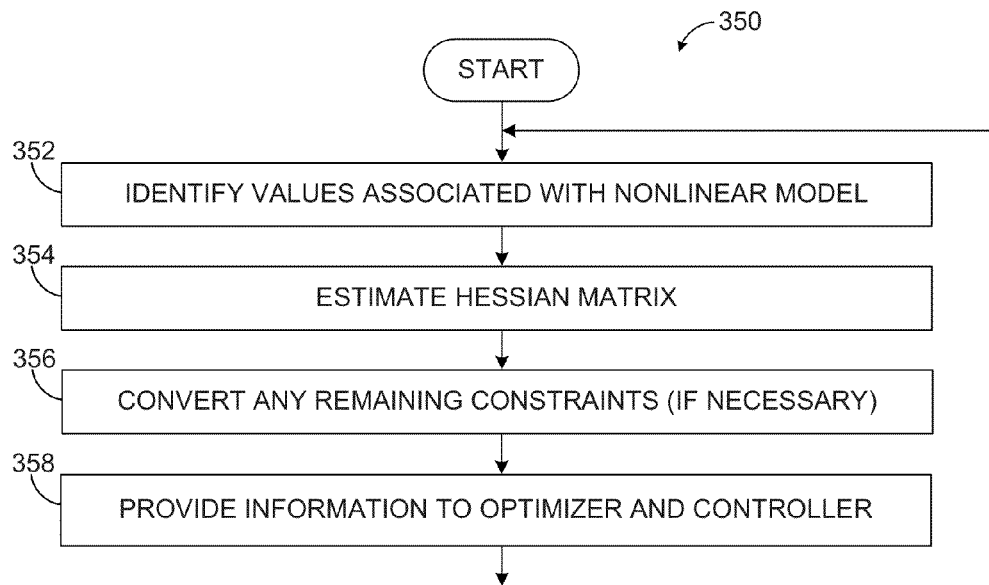 350
START
352
IDENTIFY VALUES ASSOCIATED WITH NONLINEAR MODEL
354
ESTIMATE HESSIAN MATRIX
356
CONVERT ANY REMAINING CONSTRAINTS (IF NECESSARY)
358
PROVIDE INFORMATION TO OPTIMIZER AND CONTROLLER